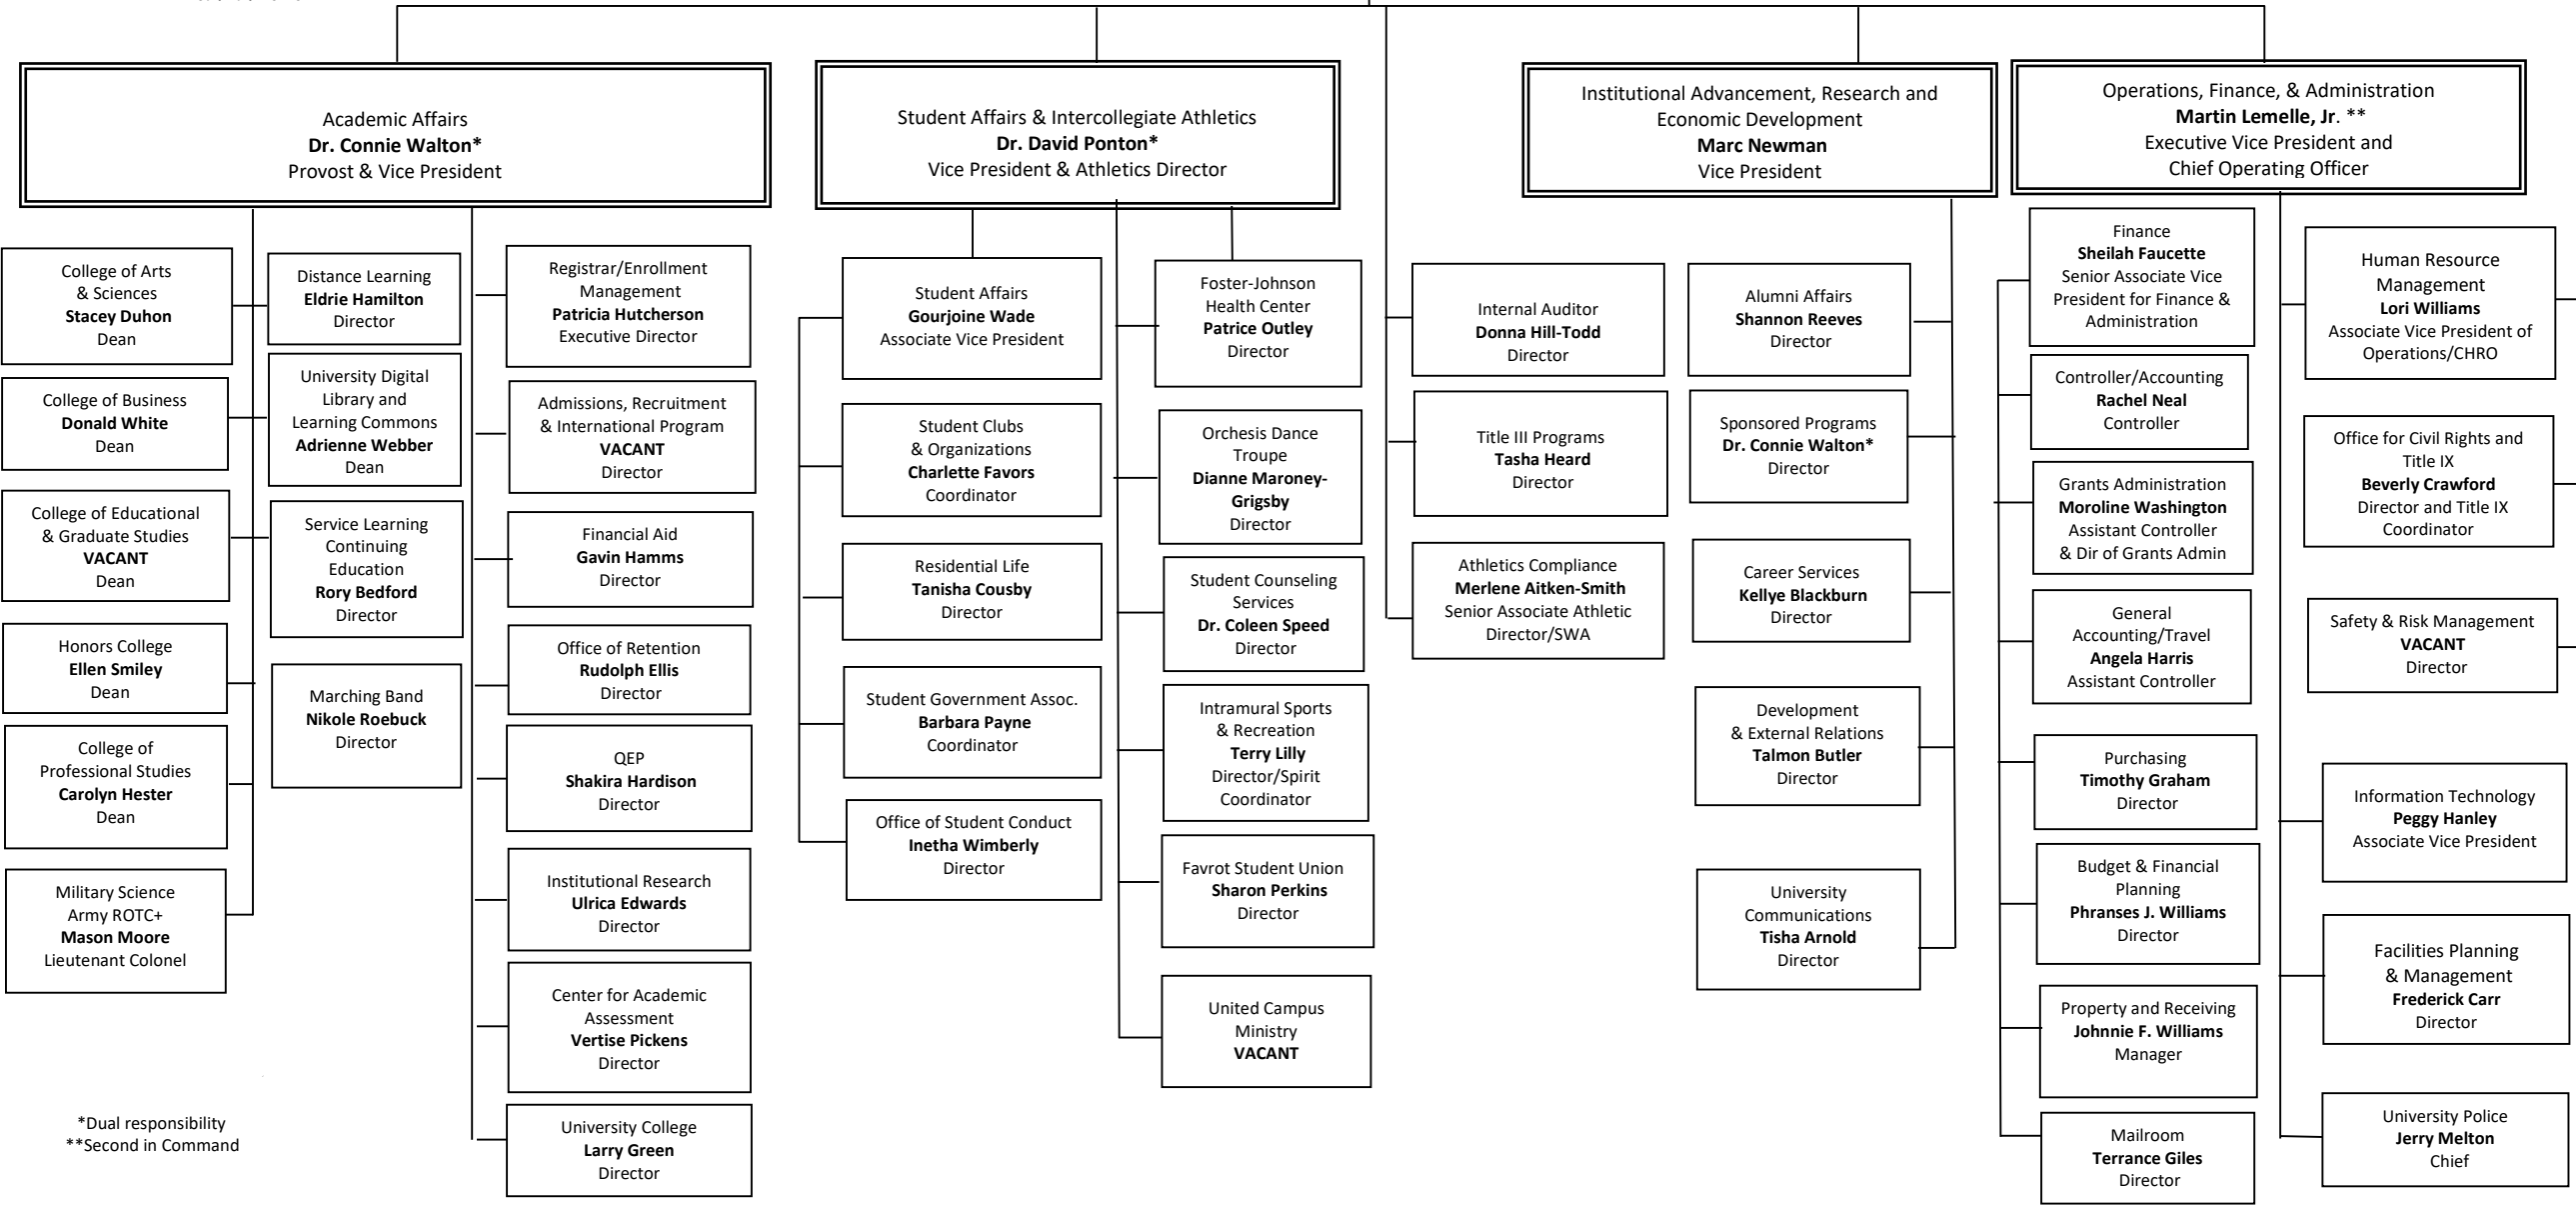 Academic Affairs
Dr. Connie Walton*
Provost & Vice President
Student Affairs & Intercollegiate Athletics
Dr. David Ponton*
Vice President & Athletics Director
Institutional Advancement, Research and
Economic Development
Marc Newman
Vice President
Operations, Finance, & Administration
Martin Lemelle, Jr. **
Executive Vice President and
Chief Operating Officer
College of Arts
& Sciences
Stacey Duhon
Dean
College of Business
Donald White
Dean
College of Educational
& Graduate Studies
VACANT
Dean
Honors College
Ellen Smiley
Dean
College of
Professional Studies
Carolyn Hester
Dean
Military Science
Army ROTC+
Mason Moore
Lieutenant Colonel
Distance Learning
Eldrie Hamilton
Director
University Digital
Library and
Learning Commons
Adrienne Webber
Dean
Service Learning
Continuing
Education
Rory Bedford
Director
Marching Band
Nikole Roebuck
Director
Registrar/Enrollment
Management
Patricia Hutcherson
Executive Director
Admissions, Recruitment
& International Program
VACANT
Director
Financial Aid
Gavin Hamms
Director
Office of Retention
Rudolph Ellis
Director
QEP
Shakira Hardison
Director
Institutional Research
Ulrica Edwards
Director
Center for Academic
Assessment
Vertise Pickens
Director
University College
Larry Green
Director
Student Affairs
Gourjoine Wade
Associate Vice President
Student Clubs
& Organizations
Charlette Favors
Coordinator
Residential Life
Tanisha Cousby
Director
Student Government Assoc.
Barbara Payne
Coordinator
Office of Student Conduct
Inetha Wimberly
Director
Foster-Johnson
Health Center
Patrice Outley
Director
Orchesis Dance
Troupe
Dianne Maroney-
Grigsby
Director
Student Counseling
Services
Dr. Coleen Speed
Director
Intramural Sports
& Recreation
Terry Lilly
Director/Spirit
Coordinator
Favrot Student Union
Sharon Perkins
Director
United Campus
Ministry
VACANT
Internal Auditor
Donna Hill-Todd
Director
Title III Programs
Tasha Heard
Director
Athletics Compliance
Merlene Aitken-Smith
Senior Associate Athletic
Director/SWA
Alumni Affairs
Shannon Reeves
Director
Sponsored Programs
Dr. Connie Walton*
Director
Career Services
Kellye Blackburn
Director
Development
& External Relations
Talmon Butler
Director
University
Communications
Tisha Arnold
Director
Finance
Sheilah Faucette
Senior Associate Vice
President for Finance &
Administration
Controller/Accounting
Rachel Neal
Controller
Grants Administration
Moroline Washington
Assistant Controller
& Dir of Grants Admin
General
Accounting/Travel
Angela Harris
Assistant Controller
Purchasing
Timothy Graham
Director
Budget & Financial
Planning
Phranses J. Williams
Director
Property and Receiving
Johnnie F. Williams
Manager
Mailroom
Terrance Giles
Director
Human Resource
Management
Lori Williams
Associate Vice President of
Operations/CHRO
Office for Civil Rights and
Title IX
Beverly Crawford
Director and Title IX
Coordinator
Safety & Risk Management
VACANT
Director
Information Technology
Peggy Hanley
Associate Vice President
Facilities Planning
& Management
Frederick Carr
Director
University Police
Jerry Melton
Chief
*Dual responsibility
**Second in Command